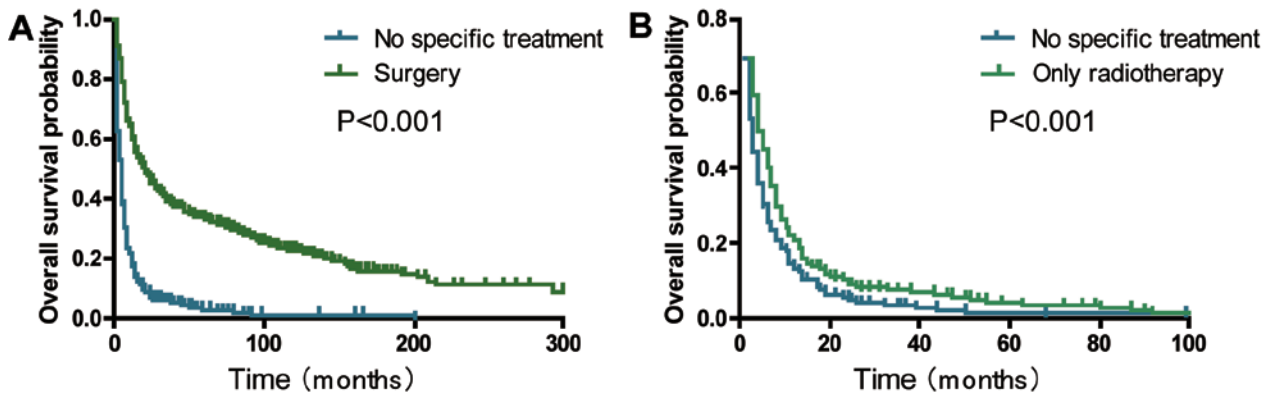 A
Overall survival probability
1.0
0.8
0.6
0.4
0.2
0.0
0
100
200
300
Time (months)
No specific treatment
Surgery
P<0.001
B
Overall survival probability
0.8
0.6
0.4
0.2
0.0
0
20
40
60
80
100
Time (months)
No specific treatment
Only radiotherapy
P<0.001